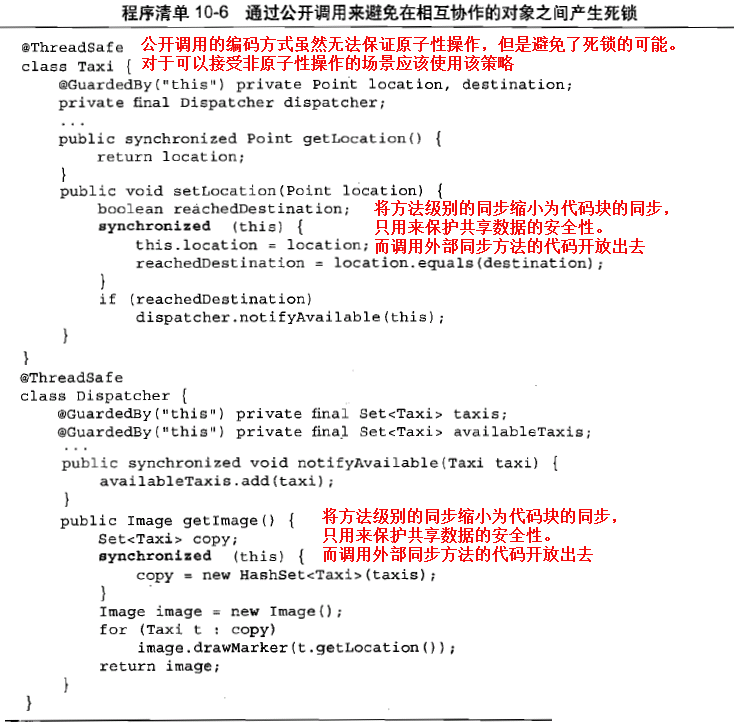 程序清单 10-6 通过公开调用来避免在相互协作的对象之间产生死锁
@ThreadSafe 公开调用的编码方式虽然无法保证原子性操作，但是避免了死锁的可能。
class Taxi { 对于可以接受非原子性操作的场景应该使用该策略
@GuardedBy("this") private Point location, destination;
private final Dispatcher dispatcher;
...
public synchronized Point getLocation() {
return location;
}
public void setLocation(Point location) {
boolean reachedDestination; 将方法级别的同步缩小为代码块的同步，
synchronized (this) { 只用来保护共享数据的安全性。
this.location = location; 而调用外部同步方法的代码开放出去
reachedDestination = location.equals(destination);
}
if (reachedDestination)
dispatcher.notifyAvailable(this);
}
}
@ThreadSafe
class Dispatcher {
@GuardedBy("this") private final Set<Taxi> taxis;
@GuardedBy("this") private final Set<Taxi> availableTaxis;
...
public synchronized void notifyAvailable(Taxi taxi) {
availableTaxis.add(taxi);
}
public Image getImage() { 将方法级别的同步缩小为代码块的同步，
Set<Taxi> copy; 只用来保护共享数据的安全性。
synchronized (this) { 而调用外部同步方法的代码开放出去
copy = new HashSet<Taxi>(taxis);
}
Image image = new Image();
for (Taxi t : copy)
image.drawMarker(t.getLocation());
return image;
}
}